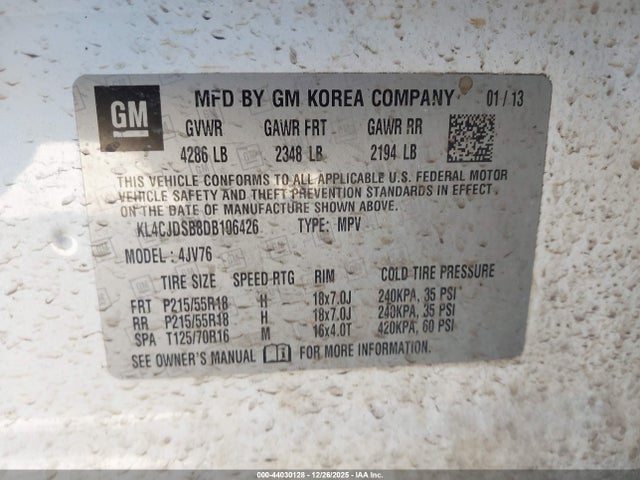 GM
MFD BY GM KOREA COMPANY 01/13
GVWR GAWR FRT GAWR RR
4286 LB 2348 LB 2194 LB
THIS VEHICLE CONFORMS TO ALL APPLICABLE U.S. FEDERAL MOTOR
VEHICLE SAFETY AND THEFT PREVENTION STANDARDS IN EFFECT
ON THE DATE OF MANUFACTURE SHOWN ABOVE.
KL4CJDSB8DB106426 TYPE: MPV
MODEL: 4JV76
TIRE SIZE SPEED RTG RIM COLD TIRE PRESSURE
FRT P215/55R18 H 18x7.0J 240KPA, 35 PSI
RR P215/55R18 H 18x7.0J 240KPA, 35 PSI
SPA T125/70R16 M 16x4.0T 420KPA, 60 PSI
SEE OWNER'S MANUAL FOR MORE INFORMATION.
000-44030128 - 12/26/2025 - IAAI.COM